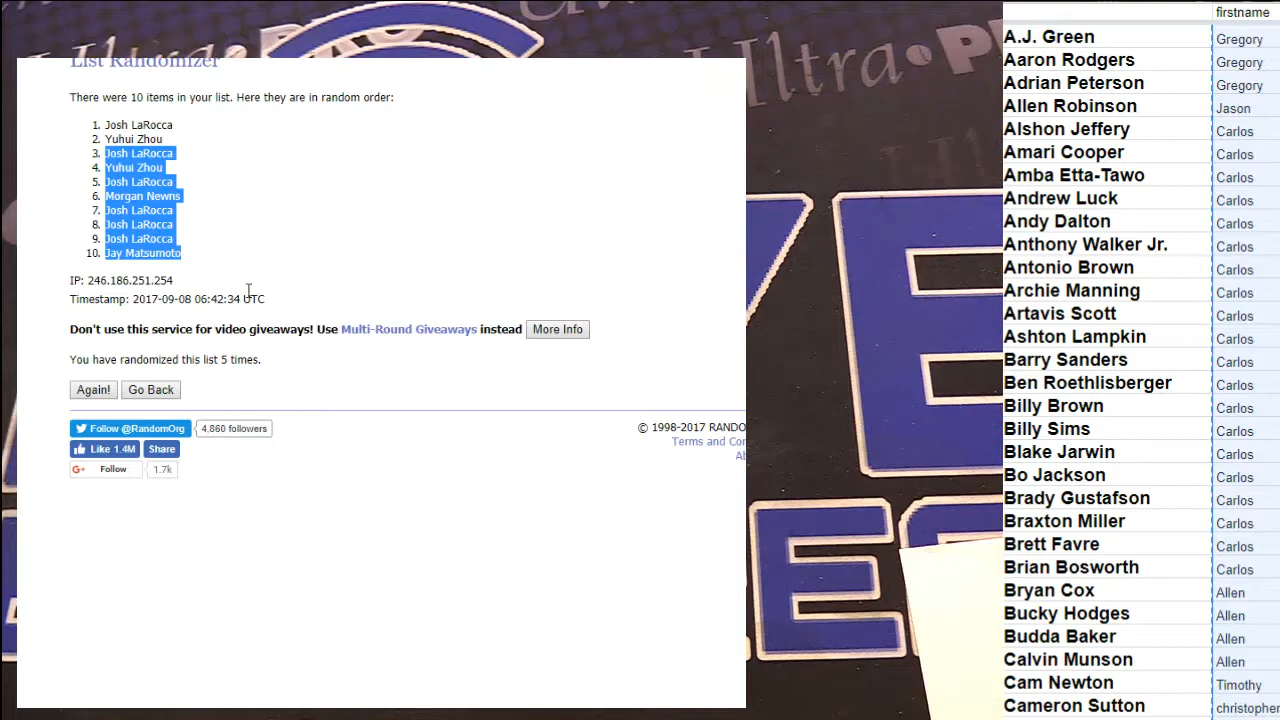 List Randomizer
There were 10 items in your list. Here they are in random order:
1. Josh LaRocca
2. Yuhui Zhou
3. Josh LaRocca
4. Yuhui Zhou
5. Josh LaRocca
6. Morgan Newns
7. Josh LaRocca
8. Josh LaRocca
9. Josh LaRocca
10. Jay Matsumoto
IP: 246.186.251.254
Timestamp: 2017-09-08 06:42:34 UTC
Don't use this service for video giveaways! Use Multi-Round Giveaways instead More Info
You have randomized this list 5 times.
Again! Go Back
Follow @RandomOrg 4,860 followers
Like 1.4M Share
Follow 1.7k
© 1998-2017 RANDO
Terms and Con
Ab
Ultra PRO
Ultra P
firstname
A.J. Green Gregory
Aaron Rodgers Gregory
Adrian Peterson Gregory
Allen Robinson Jason
Alshon Jeffery Carlos
Amari Cooper Carlos
Amba Etta-Tawo Carlos
Andrew Luck Carlos
Andy Dalton Carlos
Anthony Walker Jr. Carlos
Antonio Brown Carlos
Archie Manning Carlos
Artavis Scott Carlos
Ashton Lampkin Carlos
Barry Sanders Carlos
Ben Roethlisberger Carlos
Billy Brown Carlos
Billy Sims Carlos
Blake Jarwin Carlos
Bo Jackson Carlos
Brady Gustafson Carlos
Braxton Miller Carlos
Brett Favre Carlos
Brian Bosworth Carlos
Bryan Cox Allen
Bucky Hodges Allen
Budda Baker Allen
Calvin Munson Allen
Cam Newton Timothy
Cameron Sutton christopher